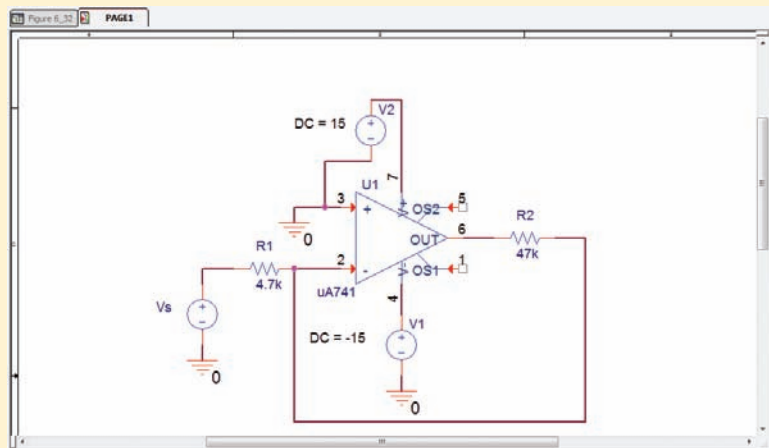 Figure 6_32
PAGE1
V2
DC = 15
7
U1
3
+
5
OS2
V+
0
R1
OUT
6
R2
2
-
OS1
1
47k
4.7k
uA741
V-
4
Vs
V1
DC = -15
0
0